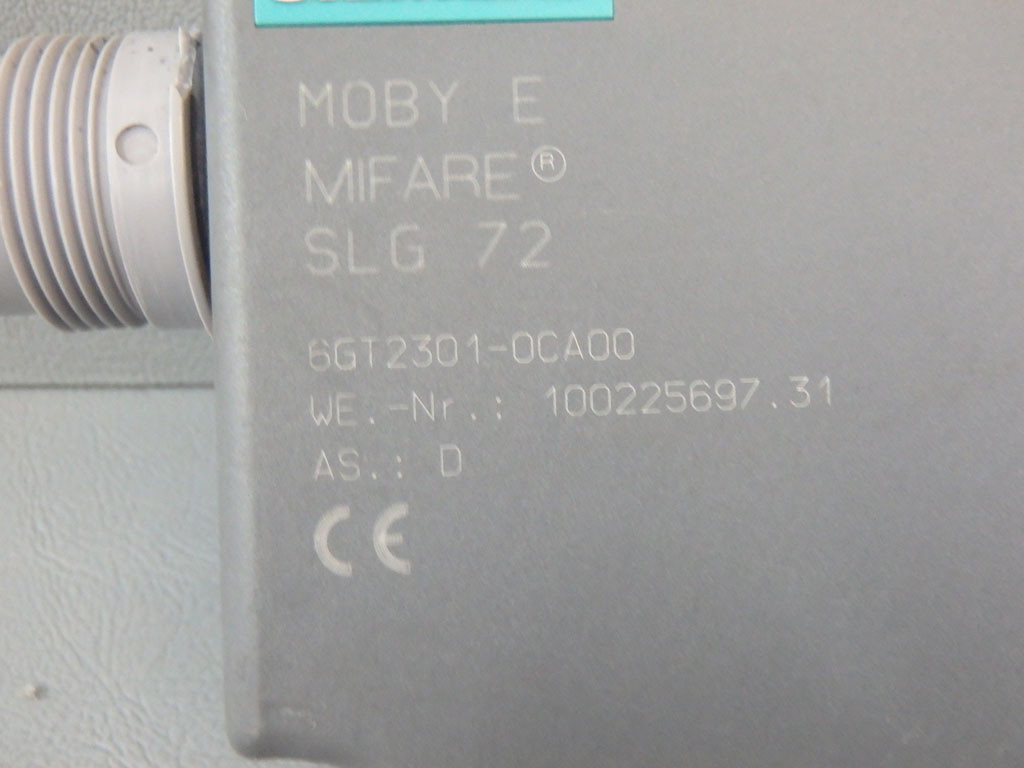 MOBY E
MIFARE®
SLG 72
6GT2301-0CA00
WE.-Nr.: 100225697.31
AS.: D
CE